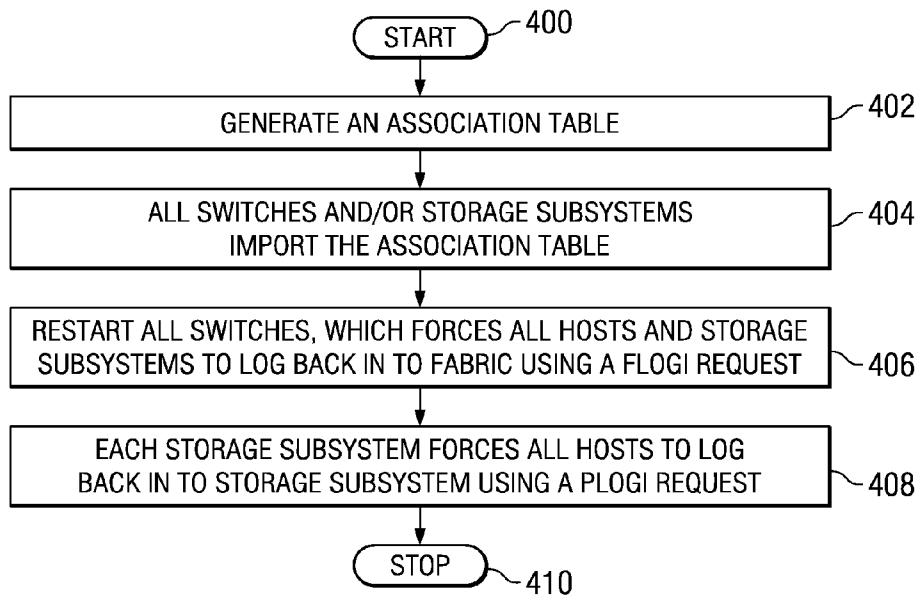 START
400
GENERATE AN ASSOCIATION TABLE
402
ALL SWITCHES AND/OR STORAGE SUBSYSTEMS
IMPORT THE ASSOCIATION TABLE
404
RESTART ALL SWITCHES, WHICH FORCES ALL HOSTS AND STORAGE
SUBSYSTEMS TO LOG BACK IN TO FABRIC USING A FLOGI REQUEST
406
EACH STORAGE SUBSYSTEM FORCES ALL HOSTS TO LOG
BACK IN TO STORAGE SUBSYSTEM USING A PLOGI REQUEST
408
STOP
410